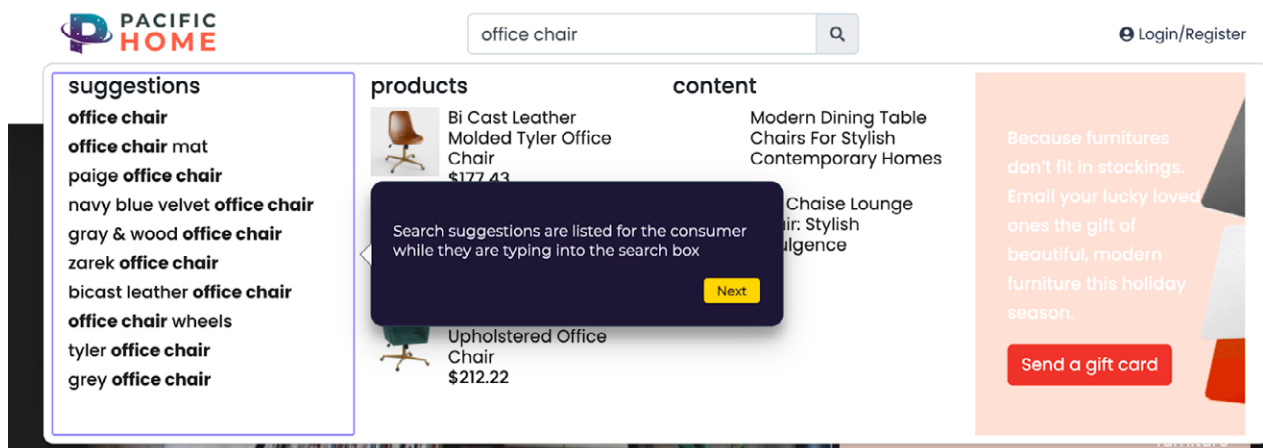 PACIFIC
HOME
office chair
Login/Register
suggestions
office chair
office chair mat
paige office chair
navy blue velvet office chair
gray & wood office chair
zarek office chair
bicast leather office chair
office chair wheels
tyler office chair
grey office chair
products
Bi Cast Leather
Molded Tyler Office
Chair
$177.43
Upholstered Office
Chair
$212.22
content
Modern Dining Table
Chairs For Stylish
Contemporary Homes
Chaise Lounge
Stylish
Search suggestions are listed for the consumer
while they are typing into the search box
Next
Because furnitures
don't fit in stockings.
Email your lucky loved
ones the gift of
beautiful, modern
furniture this holiday
season.
Send a gift card